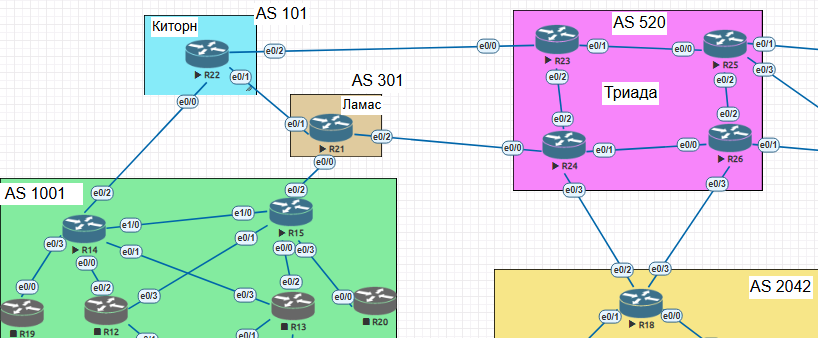 AS 101
Киторн
R22
e0/2
e0/1
e0/0
AS 520
e0/0
R23
e0/1
e0/0
R25
e0/1
e0/3
e0/2
e0/2
Триада
AS 301
Ламас
e0/1
R21
e0/2
e0/0
e0/2
e0/0
R24
e0/1
e0/3
e0/2
e0/0
R26
e0/1
e0/3
AS 1001
e0/2
R14
e1/0
e0/3
e0/0
e0/1
e0/2
R15
e0/1
e0/0
e0/3
R19
e0/2
R12
e0/3
e0/1
e0/3
e0/2
R13
e0/1
e0/0
R20
AS 2042
e0/2
e0/3
R18
e0/1
e0/0